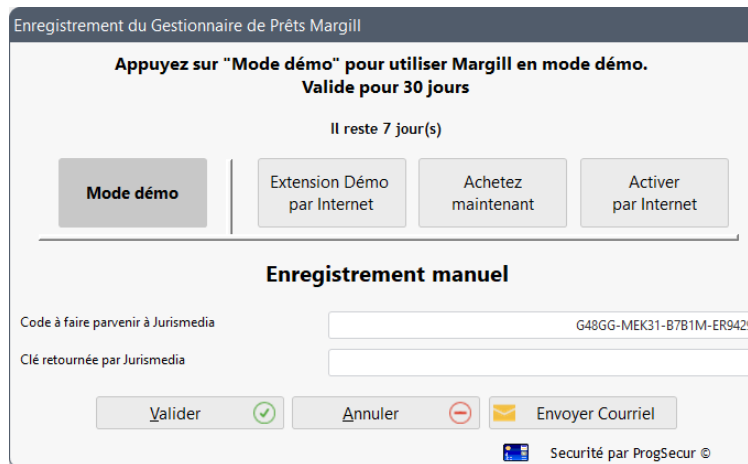 Enregistrement du Gestionnaire de Prêts Margill
Appuyez sur "Mode démo" pour utiliser Margill en mode démo.
Valide pour 30 jours
Il reste 7 jour(s)
Mode démo
Extension Démo
par Internet
Achetez
maintenant
Activer
par Internet
Enregistrement manuel
Code à faire parvenir à Jurismedia
G48GG-MEK31-B7B1M-ER9429
Clé retournée par Jurismedia
Valider
Annuler
Envoyer Courriel
Securité par ProgSecur ©